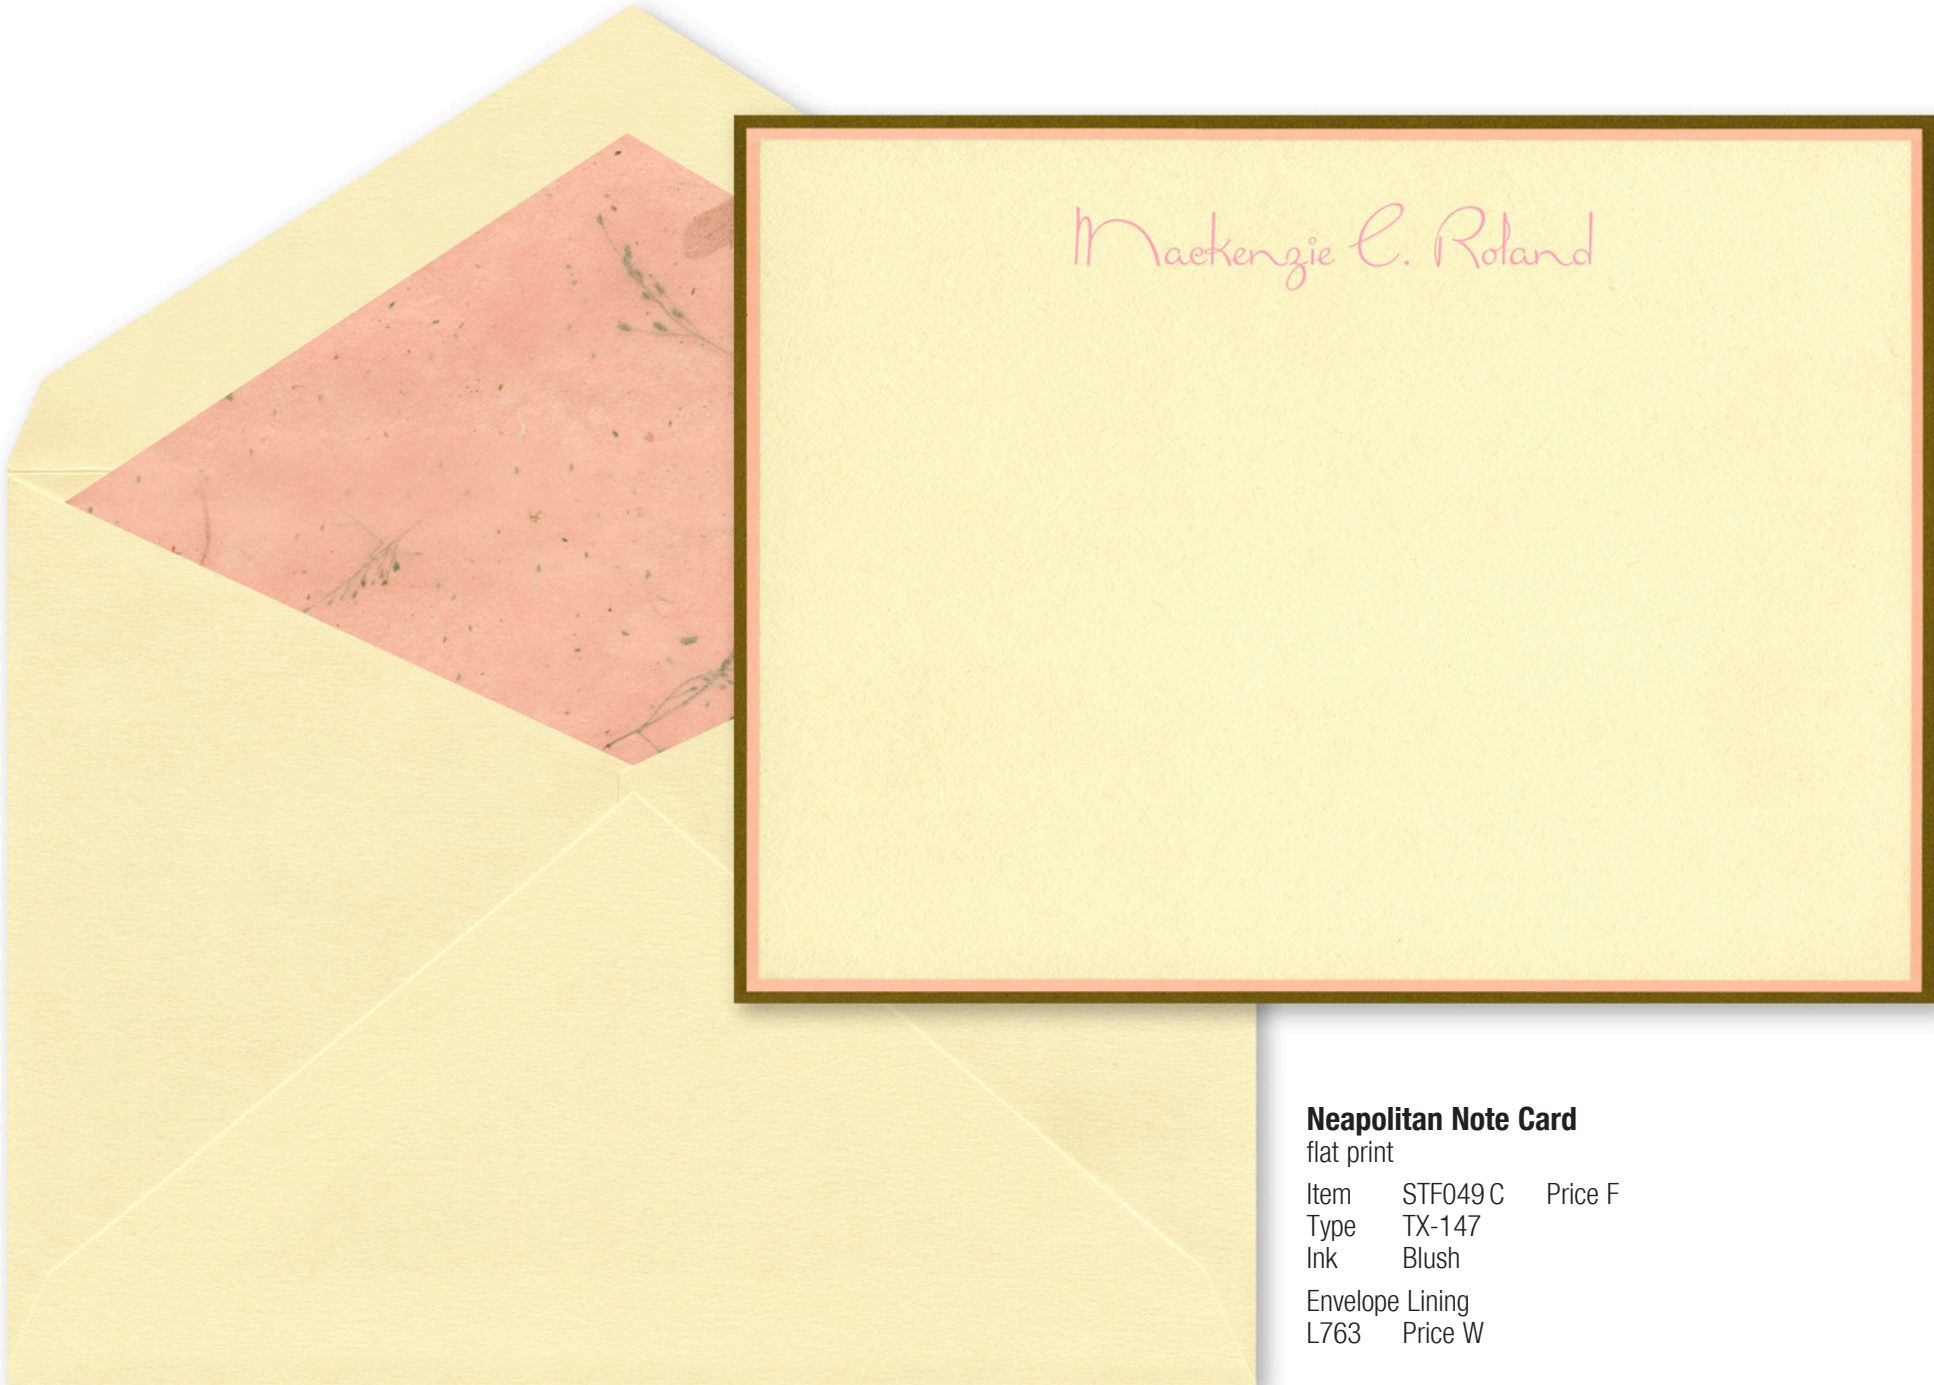 Mackenzie C. Roland
Neapolitan Note Card
flat print
Item STF049 C Price F
Type TX-147
Ink Blush
Envelope Lining
L763 Price W